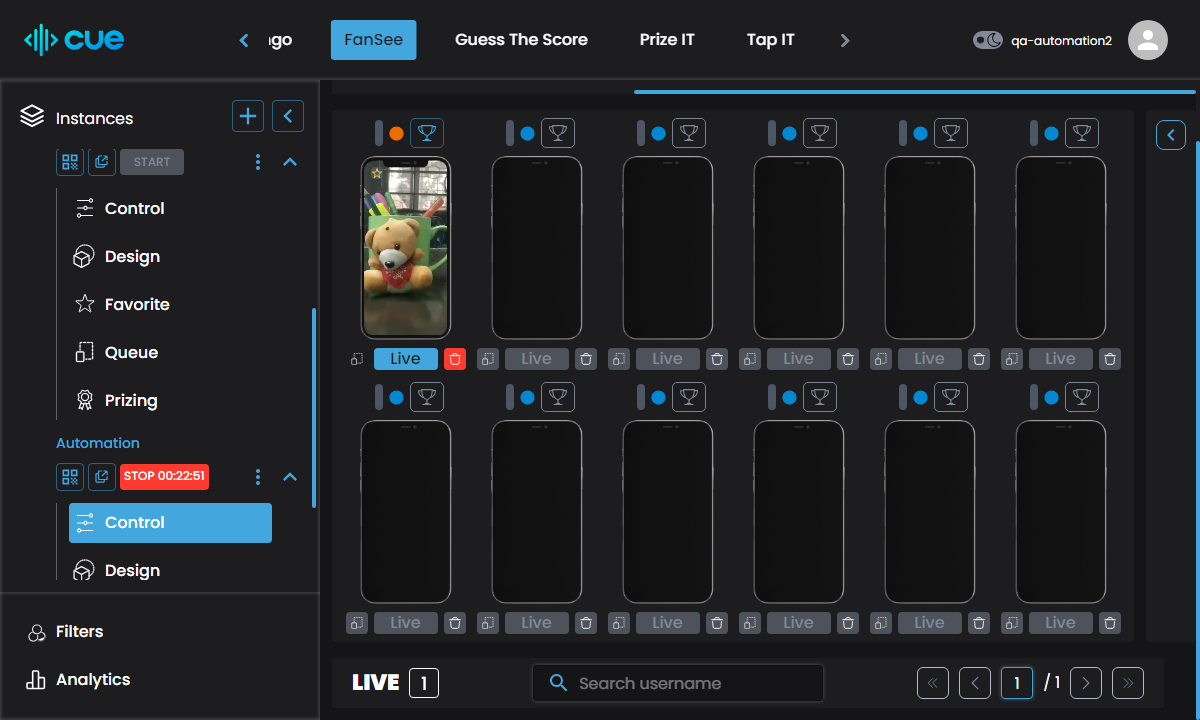 cue
ngo
FanSee
Guess The Score
Prize IT
Tap IT
qa-automation2
Instances
START
Control
Design
Favorite
Queue
Prizing
Automation
STOP 00:22:51
Control
Design
Filters
Analytics
Live Live Live Live Live Live
Live Live Live Live Live Live
LIVE 1
Search username
1 / 1